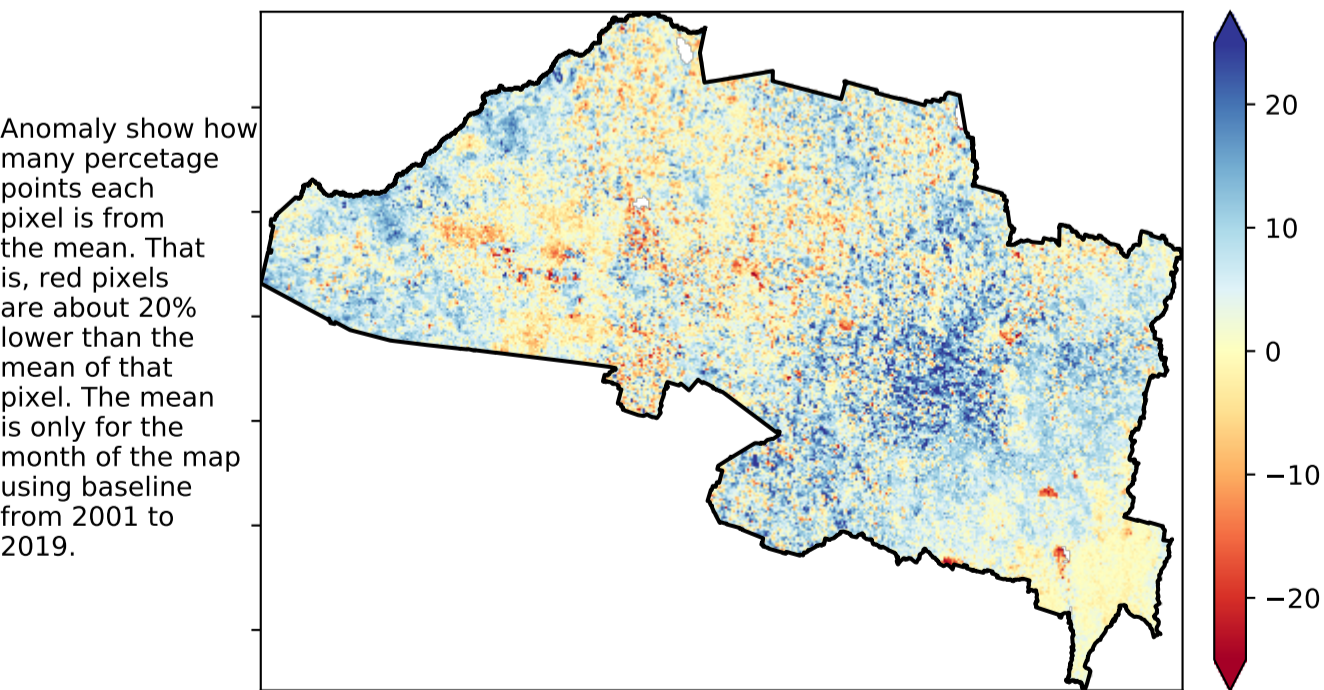 Anomaly show how
many percetage
points each
pixel is from
the mean. That
is, red pixels
are about 20%
lower than the
mean of that
pixel. The mean
is only for the
month of the map
using baseline
from 2001 to
2019.
20
10
0
−10
−20